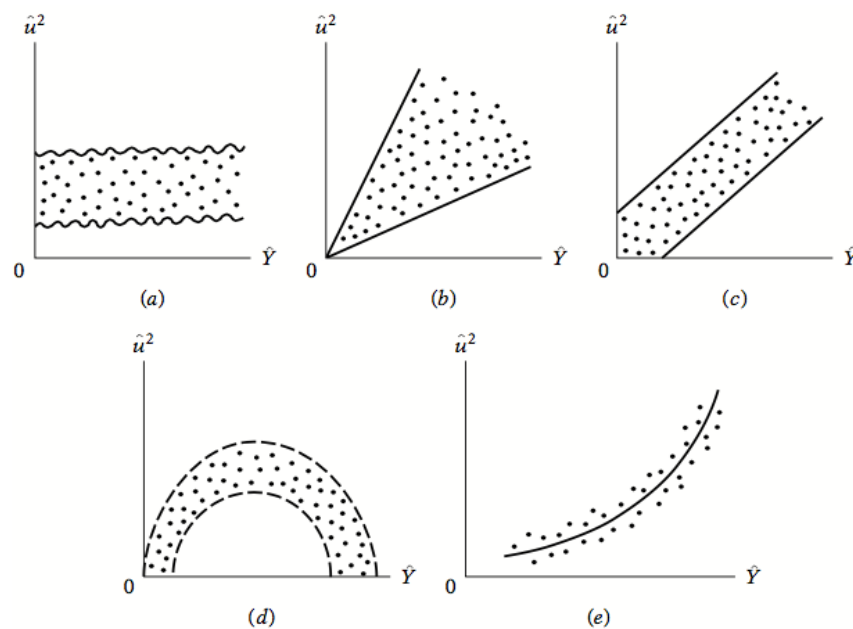 û² û² û²
0 Ŷ 0 Ŷ 0 Ŷ
(a) (b) (c)
û² û²
0 Ŷ 0 Ŷ
(d) (e)